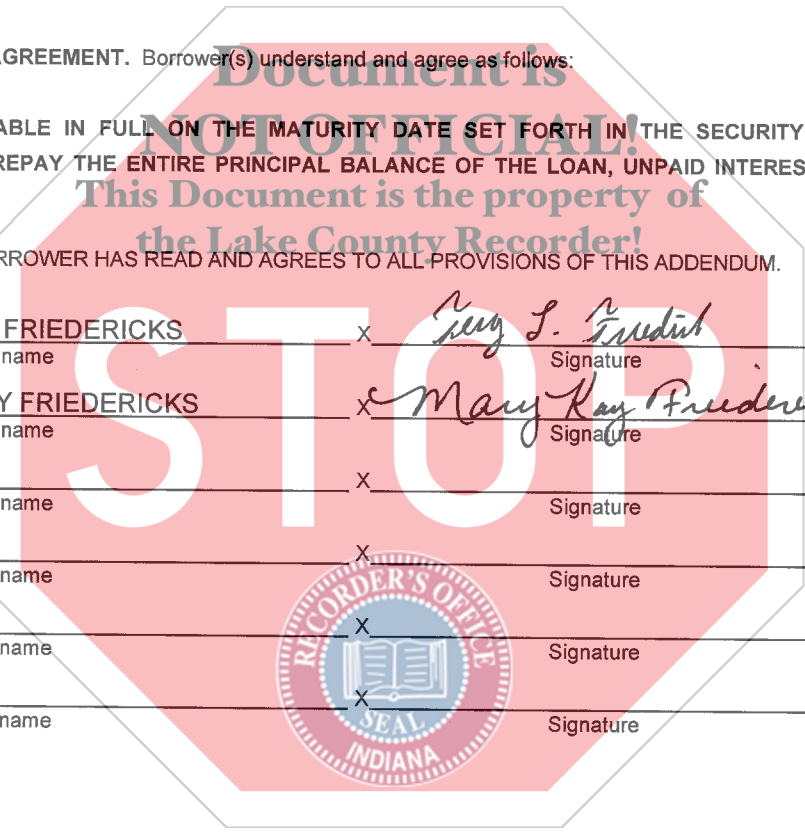 AGREEMENT. Borrower(s) understand and agree as follows:
Document is
ABLE IN FULL ON THE MATURITY DATE SET FORTH IN THE SECURITY
NOT OFFICIAL!
REPAY THE ENTIRE PRINCIPAL BALANCE OF THE LOAN, UNPAID INTERES
This Document is the property of
the Lake County Recorder!
RROWER HAS READ AND AGREES TO ALL PROVISIONS OF THIS ADDENDUM.
STOP
FRIEDERICKS X
name Signature
Y FRIEDERICKS X Mary Kay Friedere
name Signature
X
name Signature
X
name Signature
X
name Signature
X
name Signature
RECORDER'S OFFICE
SEAL
INDIANA